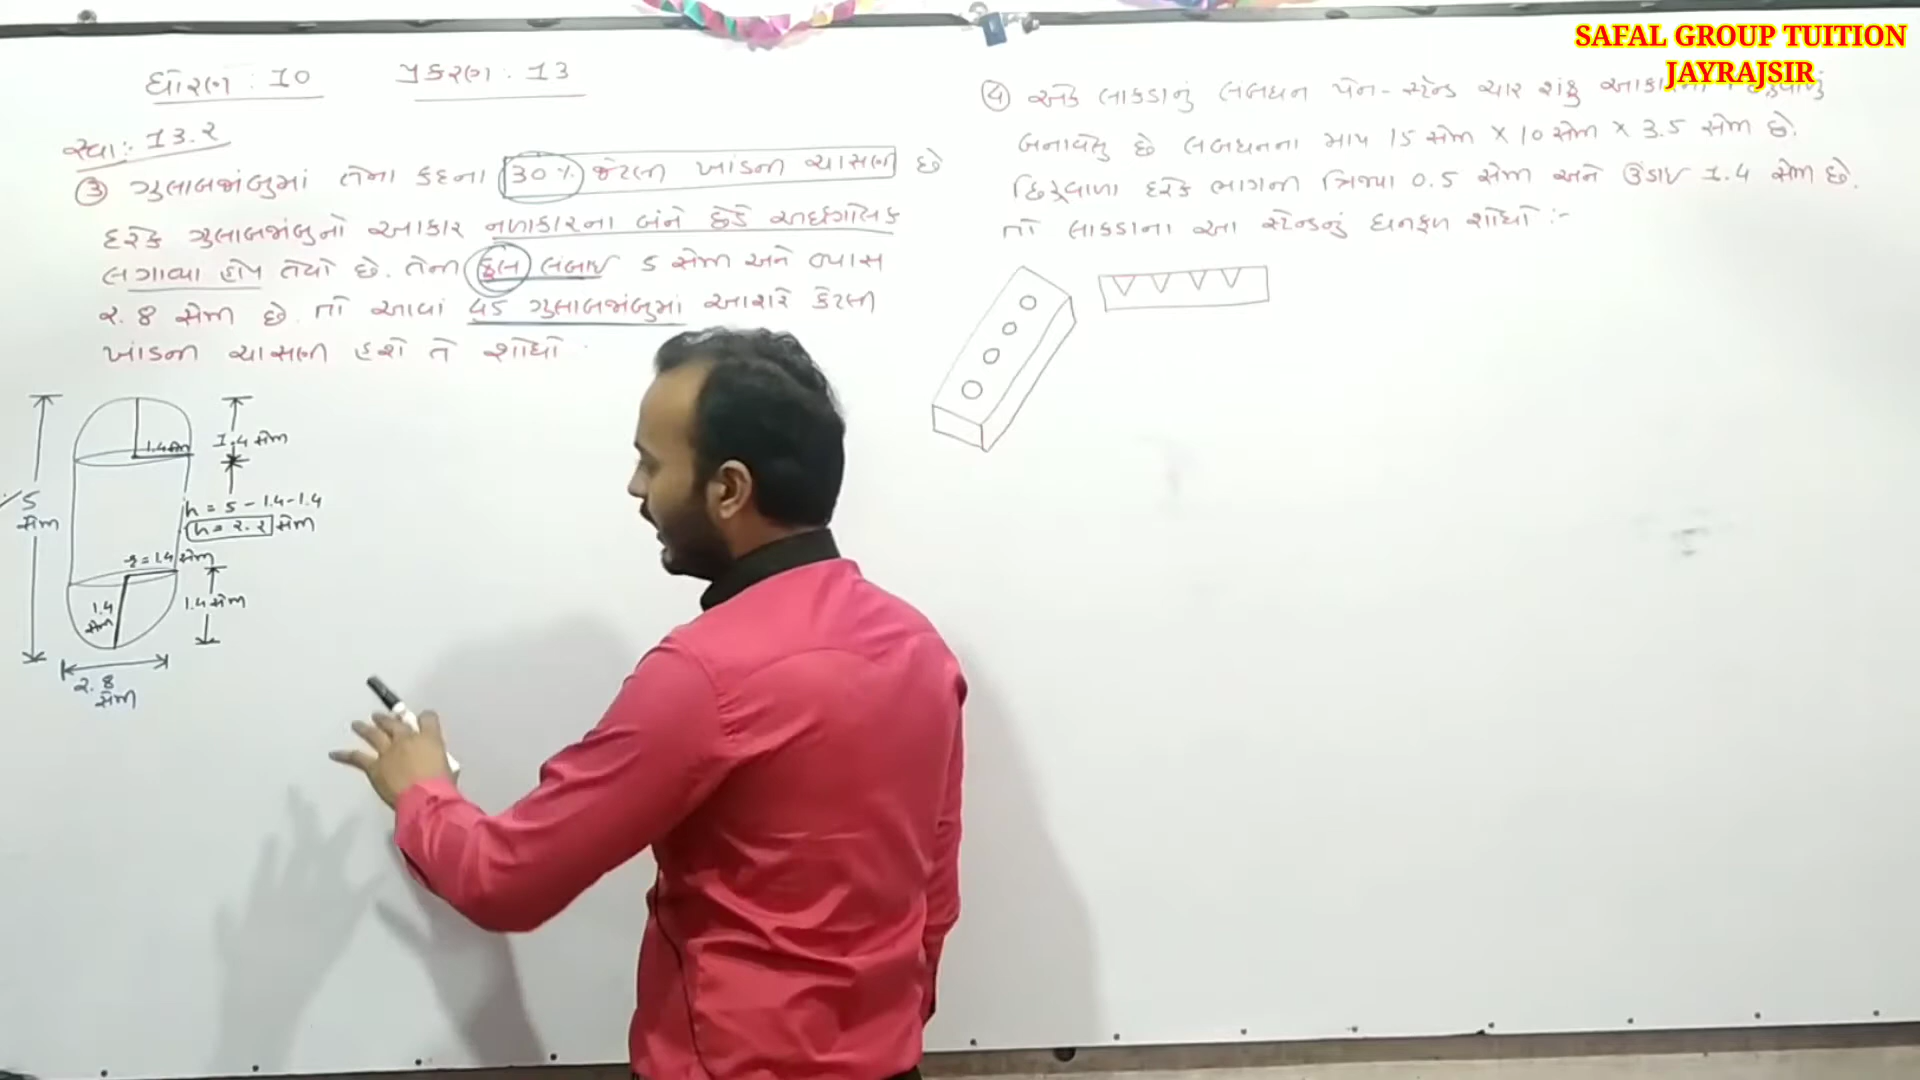 ધોરણ : 10 પ્રકરણ : 13
સ્વા : 13.2
③ ગુલાબજાંબુમાં તેના કદના 30% જેટલી ખાંડની ચાસણી છે
દરેક ગુલાબજાંબુનો આકાર નળાકારના બંને છેડે અર્ધગોલક
લગાવ્યા હોય તેવો છે. તેની કુલ લંબાઈ 5 સેમી અને વ્યાસ
2.8 સેમી છે. તો આવાં 45 ગુલાબજાંબુમાં આશરે કેટલી
ખાંડની ચાસણી હશે તે શોધો
1.4 સેમી
1.4 સેમી
5
સેમી
h = 5 - 1.4 - 1.4
h = 2.2 સેમી
r = 1.4 સેમી
1.4
સેમી
1.4 સેમી
2.8
સેમી
SAFAL GROUP TUITION
JAYRAJSIR
④ એક લાકડાનું લંબઘન પેન-સ્ટેન્ડ ચાર શંકુ
બનાવેલું છે લંબઘનના માપ 15 સેમી X 10 સેમી X 3.5 સેમી છે.
છિદ્રવાળા દરેક ભાગની ત્રિજ્યા 0.5 સેમી અને ઉંડાઈ 1.4 સેમી છે.
તો લાકડાના આ સ્ટેન્ડનું ઘનફળ શોધો :-